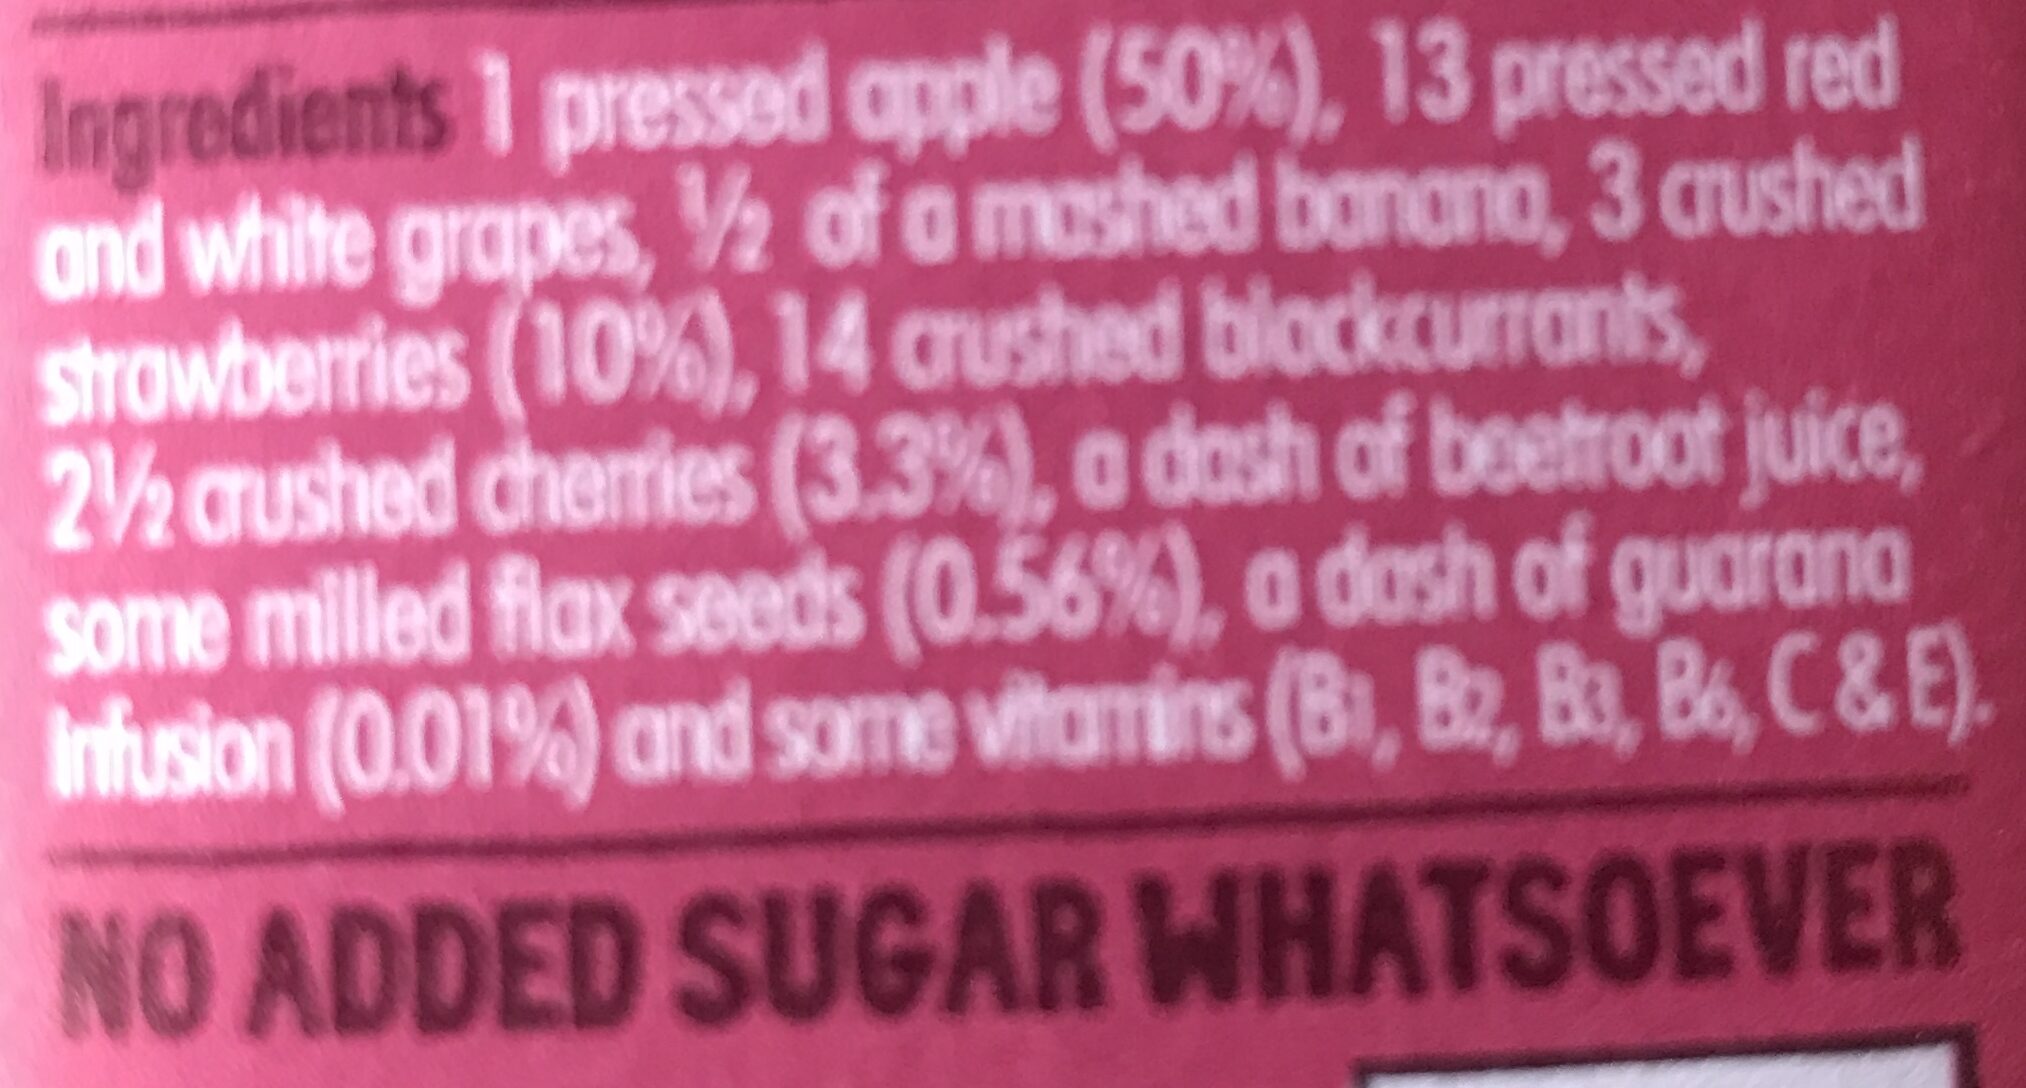 Ingredients 1 pressed apple (50%), 13 pressed red
and white grapes, ½ of a mashed banana, 3 crushed
strawberries (10%), 14 crushed blackcurrants,
2½ crushed cherries (3.3%), a dash of beetroot juice,
some milled flax seeds (0.56%), a dash of guarana
infusion (0.01%) and some vitamins (B1, B2, B3, B6, C & E).
NO ADDED SUGAR WHATSOEVER